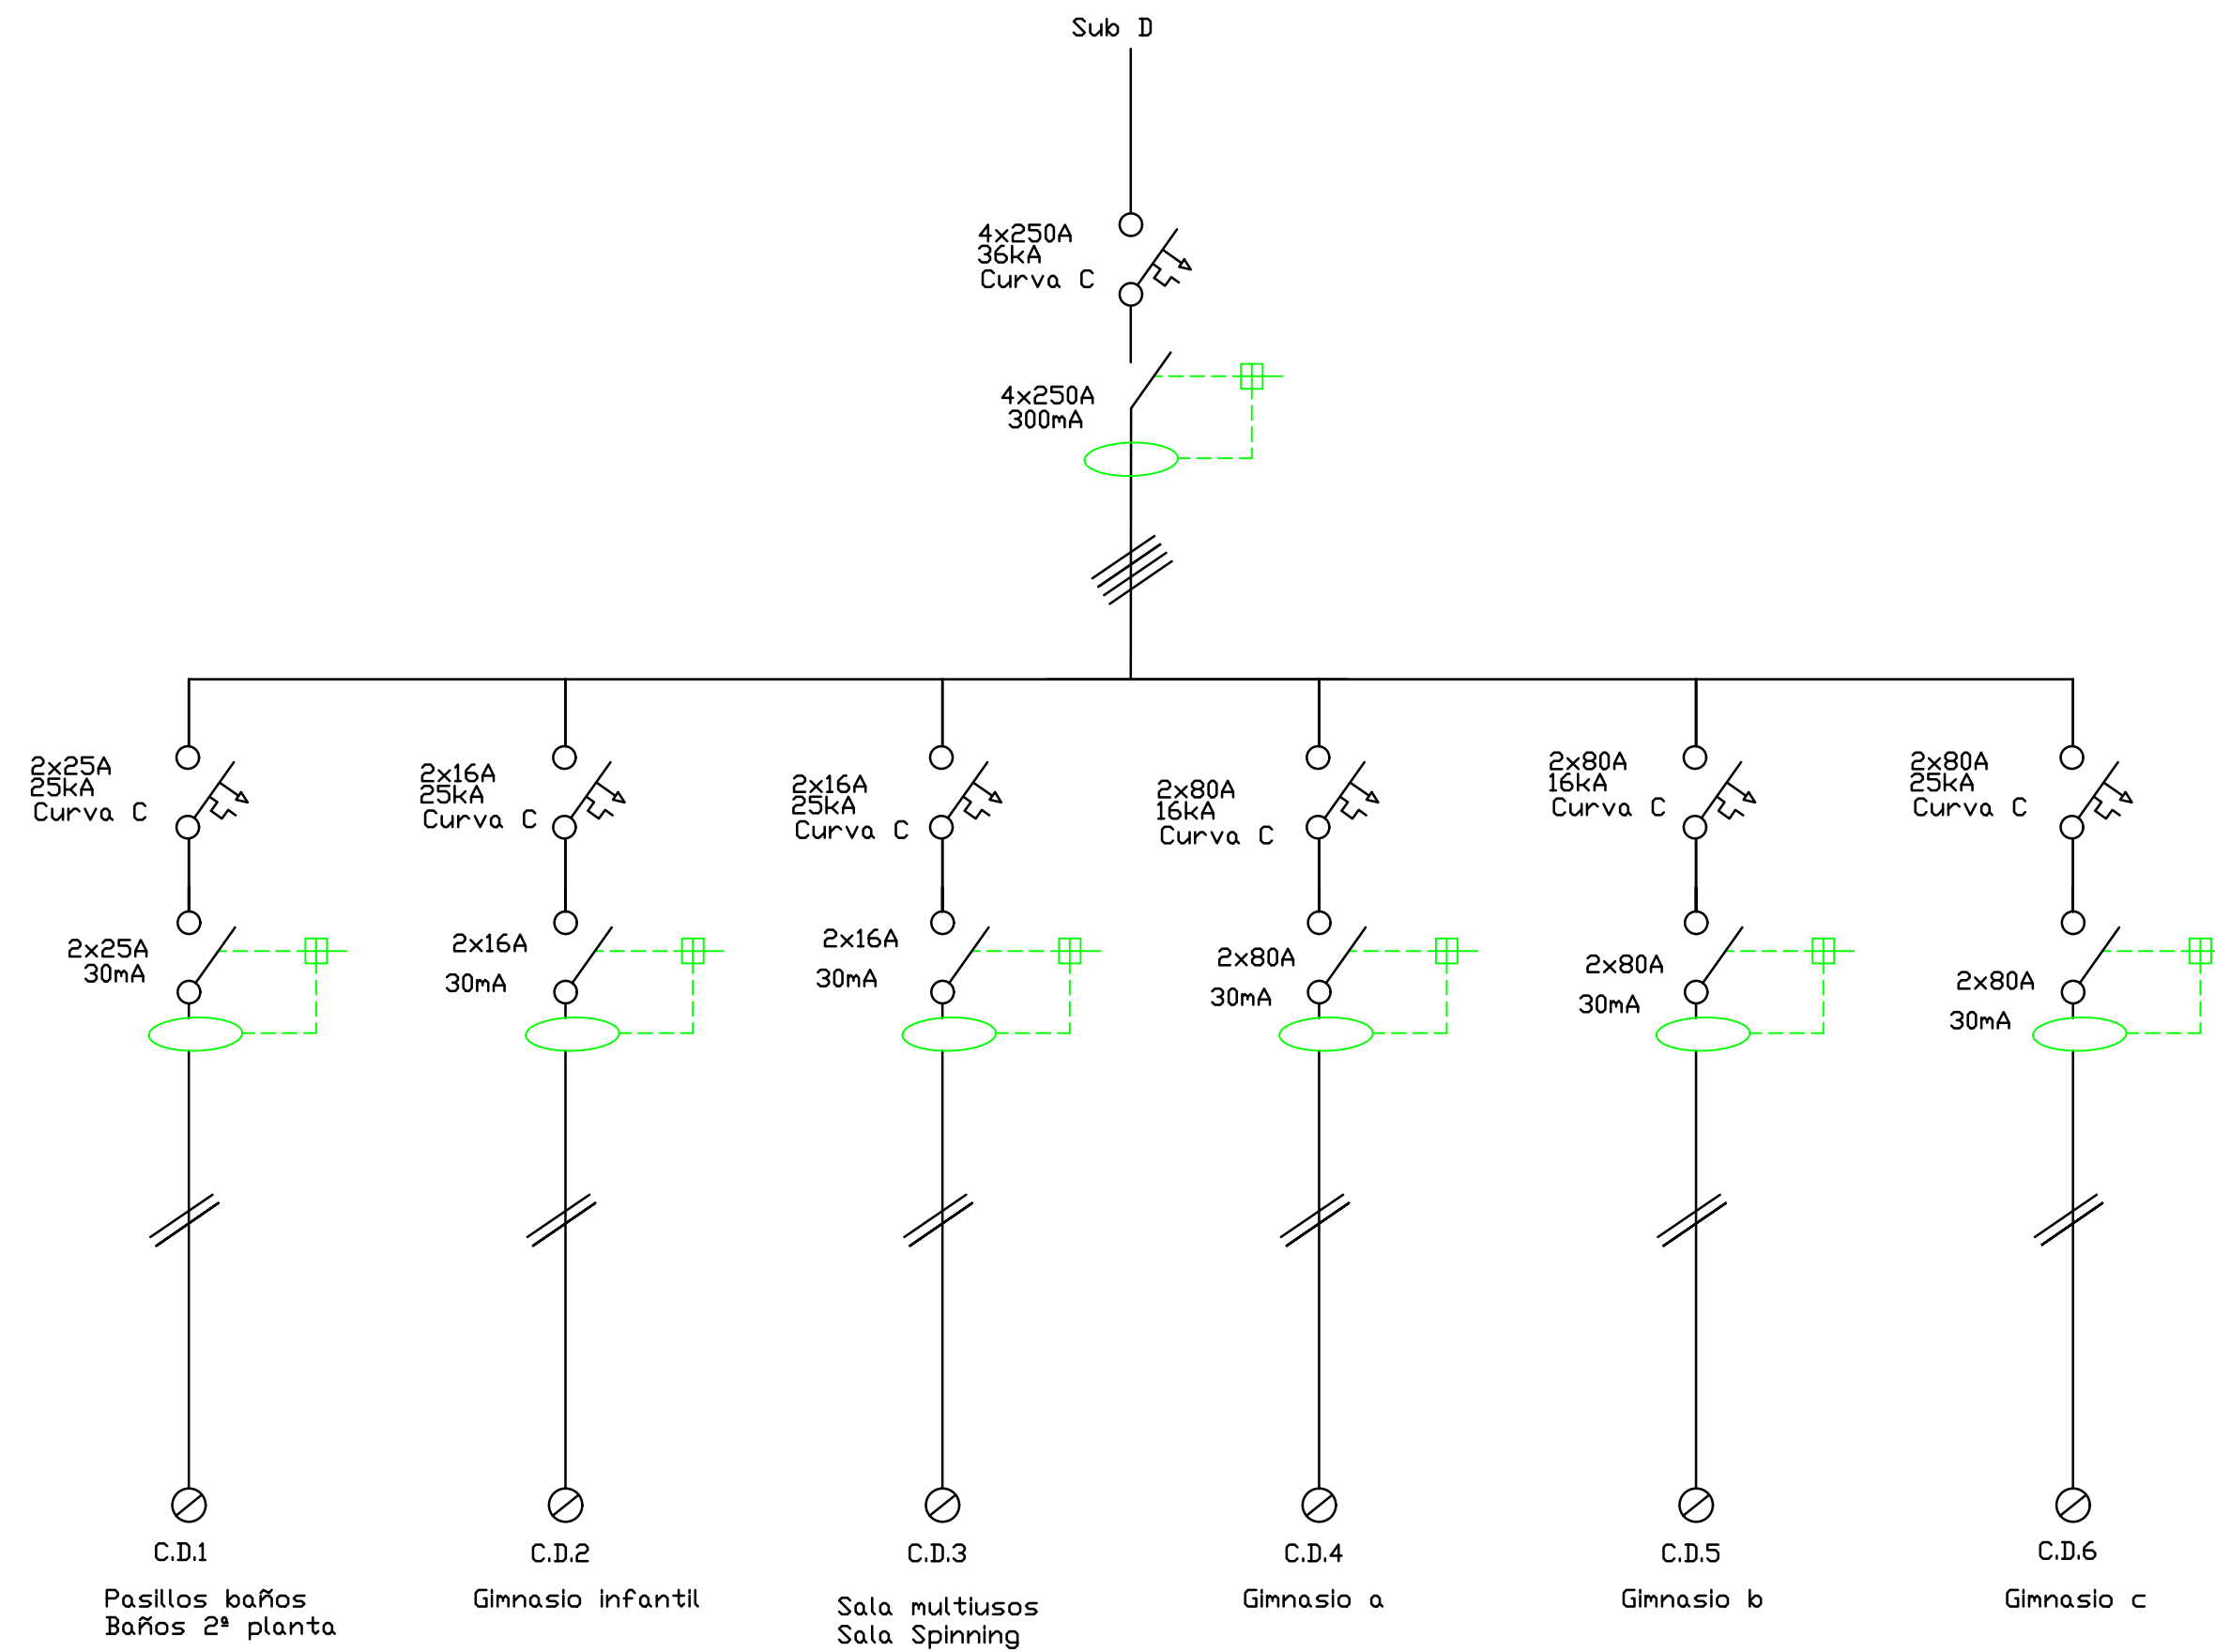 Sub D
4x250A
36kA
Curva C
4x250A
300mA
2x25A
25kA
Curva C
2x16A
25kA
Curva C
2x16A
25kA
Curva C
2x80A
16kA
Curva C
2x80A
16kA
Curva C
2x80A
25kA
Curva C
2x25A
30mA
2x16A
30mA
2x16A
30mA
2x80A
30mA
2x80A
30mA
2x80A
30mA
C.D.1
Pasillos baños
Baños 2ª planta
C.D.2
Gimnasio infantil
C.D.3
Sala multiusos
Sala Spinning
C.D.4
Gimnasio a
C.D.5
Gimnasio b
C.D.6
Gimnasio c